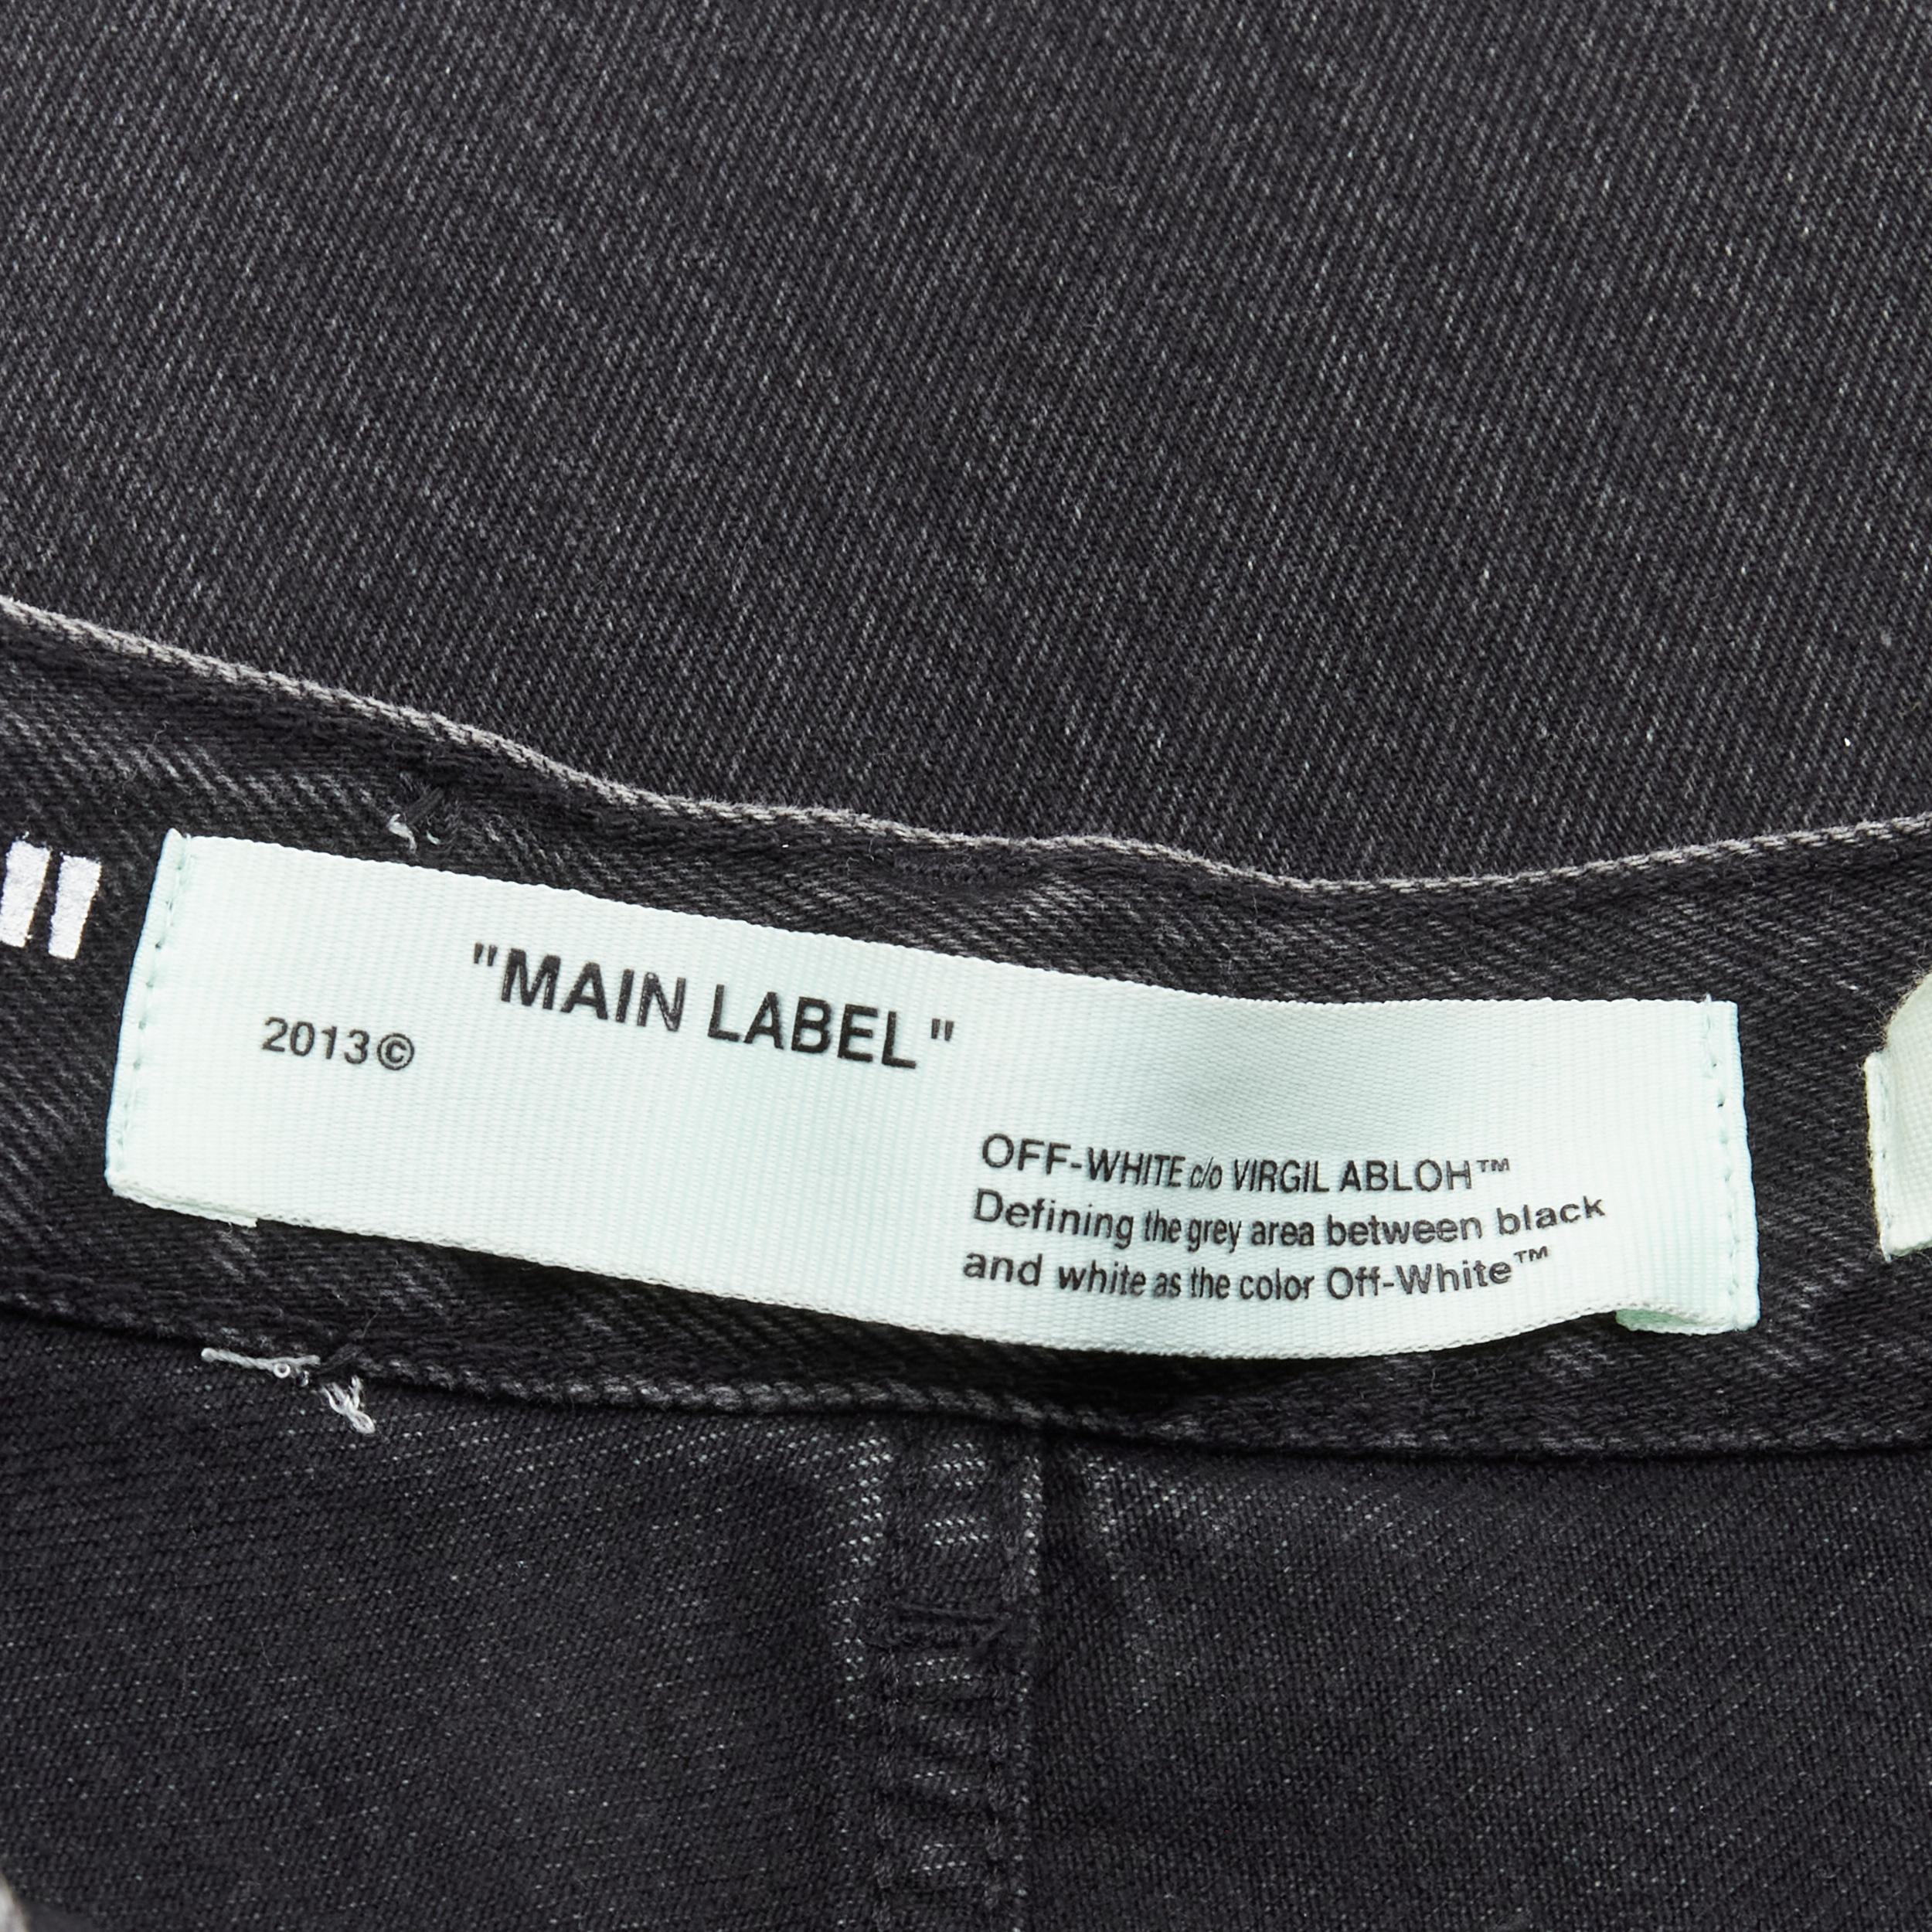 "
"MAIN LABEL"
2013©
OFF-WHITE c/o VIRGIL ABLOH™
Defining the grey area between black
and white as the color Off-White™